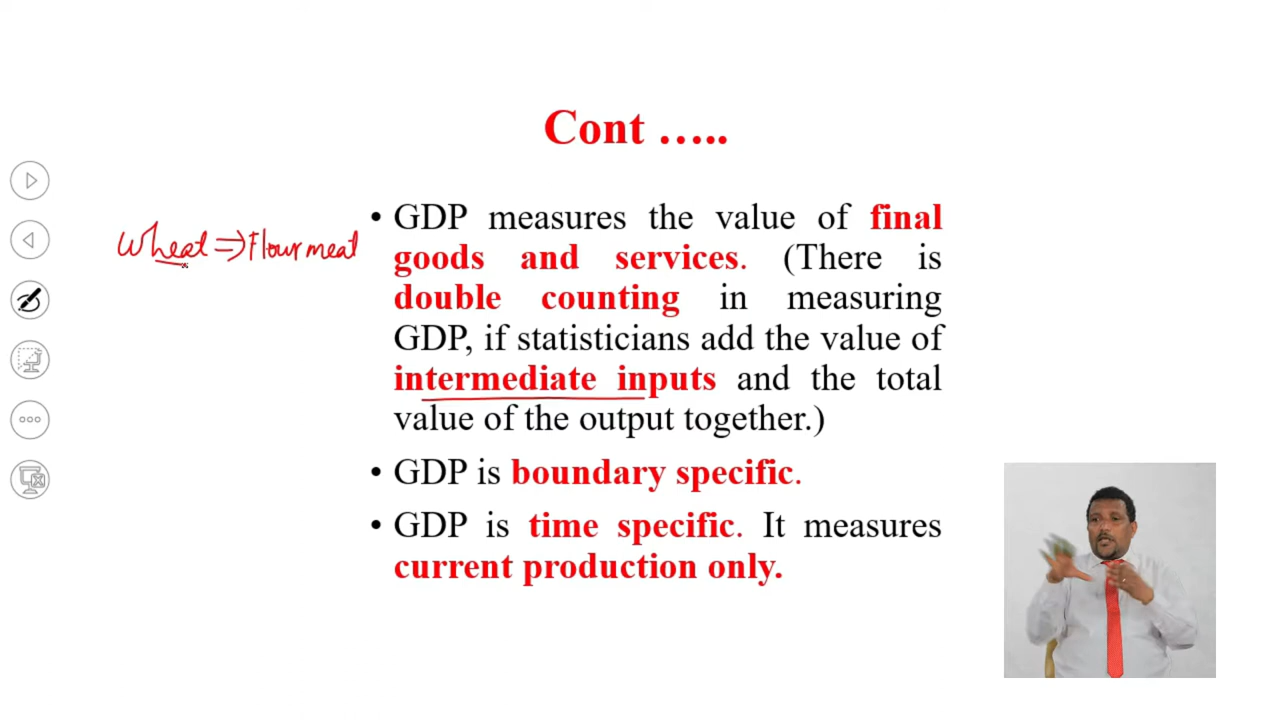 Cont …..
Wheat => Flour meat
• GDP measures the value of final
goods and services. (There is
double counting in measuring
GDP, if statisticians add the value of
intermediate inputs and the total
value of the output together.)
• GDP is boundary specific.
• GDP is time specific. It measures
current production only.